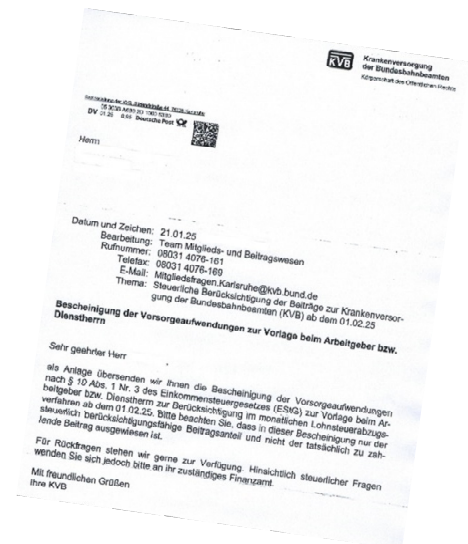 KVB
Krankenversorgung
der Bundesbahnbeamten
Körperschaft des Öffentlichen Rechts
DV 01.25 Deutsche Post
Herrn
Datum und Zeichen: 21.01.25
Bearbeitung: Team Mitglieds- und Beitragswesen
Rufnummer: 08031 4076-161
Telefax: 08031 4076-169
E-Mail: Mitgliedsfragen.Karlsruhe@kvb.bund.de
Thema: Steuerliche Berücksichtigung der Beiträge zur Krankenversor-
gung der Bundesbahnbeamten (KVB) ab dem 01.02.25
Bescheinigung der Vorsorgeaufwendungen zur Vorlage beim Arbeitgeber bzw.
Dienstherrn
Sehr geehrter Herr
als Anlage übersenden wir Ihnen die Bescheinigung der Vorsorgeaufwendungen
nach § 10 Abs. 1 Nr. 3 des Einkommensteuergesetzes (EStG) zur Vorlage beim Ar-
beitgeber bzw. Dienstherrn zur Berücksichtigung im monatlichen Lohnsteuerabzugs-
verfahren ab dem 01.02.25. Bitte beachten Sie, dass in dieser Bescheinigung nur der
steuerlich berücksichtigungsfähige Beitragsanteil und nicht der tatsächlich zu zah-
lende Beitrag ausgewiesen ist.
Für Rückfragen stehen wir gerne zur Verfügung. Hinsichtlich steuerlicher Fragen
wenden Sie sich jedoch bitte an ihr zuständiges Finanzamt.
Mit freundlichen Grüßen
Ihre KVB